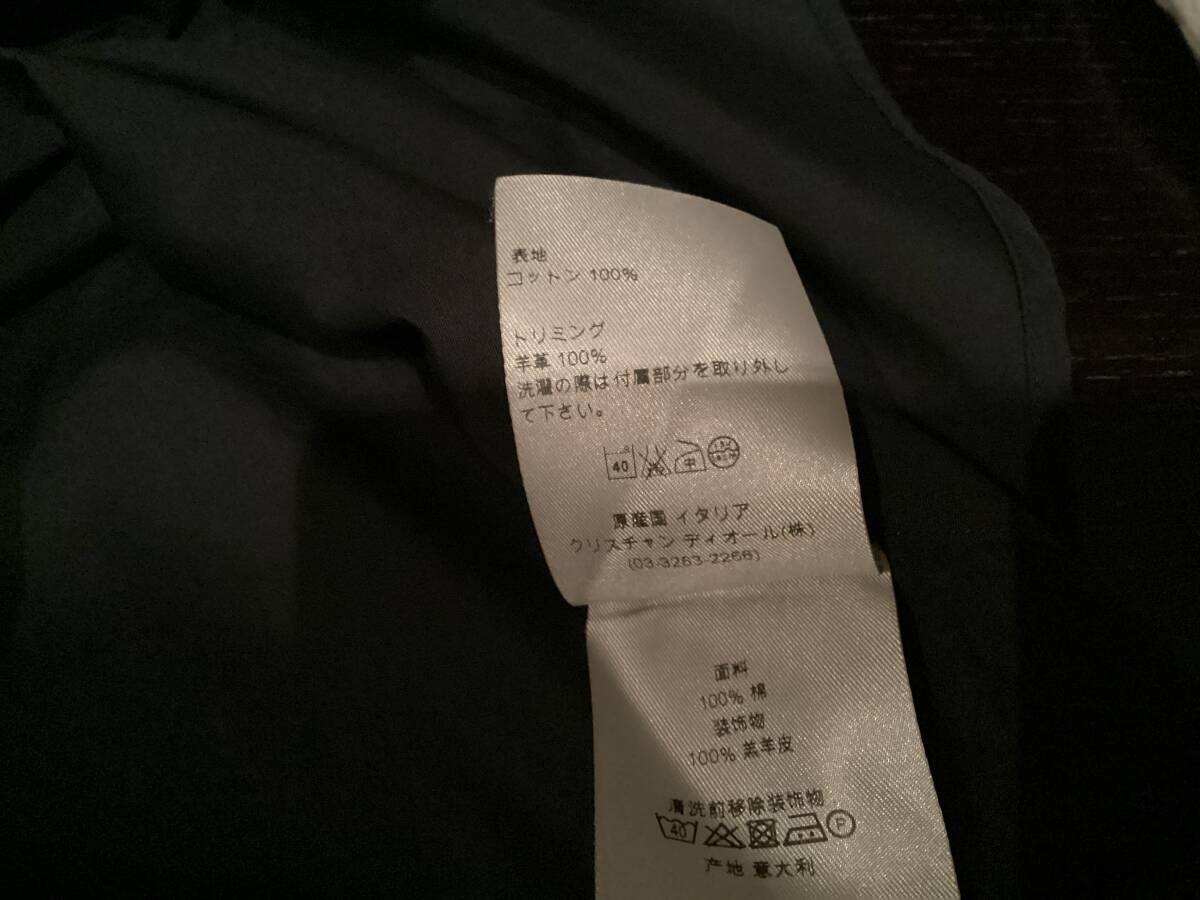 表地
コットン 100%
トリミング
羊革 100%
洗濯の際は付属部分を取り外し
て下さい。
40
中
原産国 イタリア
クリスチャン ディオール(株)
(03-3263-2266)
面料
100% 棉
装饰物
100% 羔羊皮
清洗前移除装饰物
40
P
产地 意大利